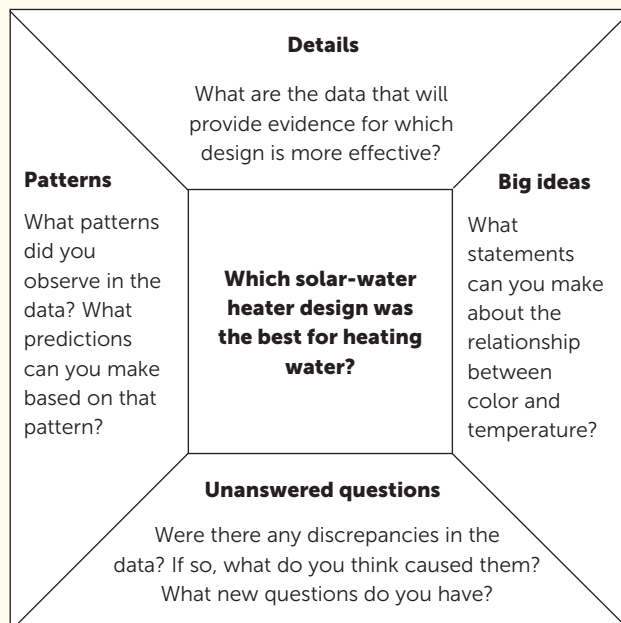 Details
What are the data that will
provide evidence for which
design is more effective?
Patterns
What patterns
did you
observe in the
data? What
predictions
can you make
based on that
pattern?
Which solar-water
heater design was
the best for heating
water?
Big ideas
What
statements
can you make
about the
relationship
between
color and
temperature?
Unanswered questions
Were there any discrepancies in the
data? If so, what do you think caused them?
What new questions do you have?